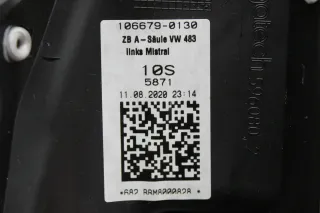 106679-0130
ZB A-Säule VW 483
links Mistral
10S
5871
11.08.2020 23:14